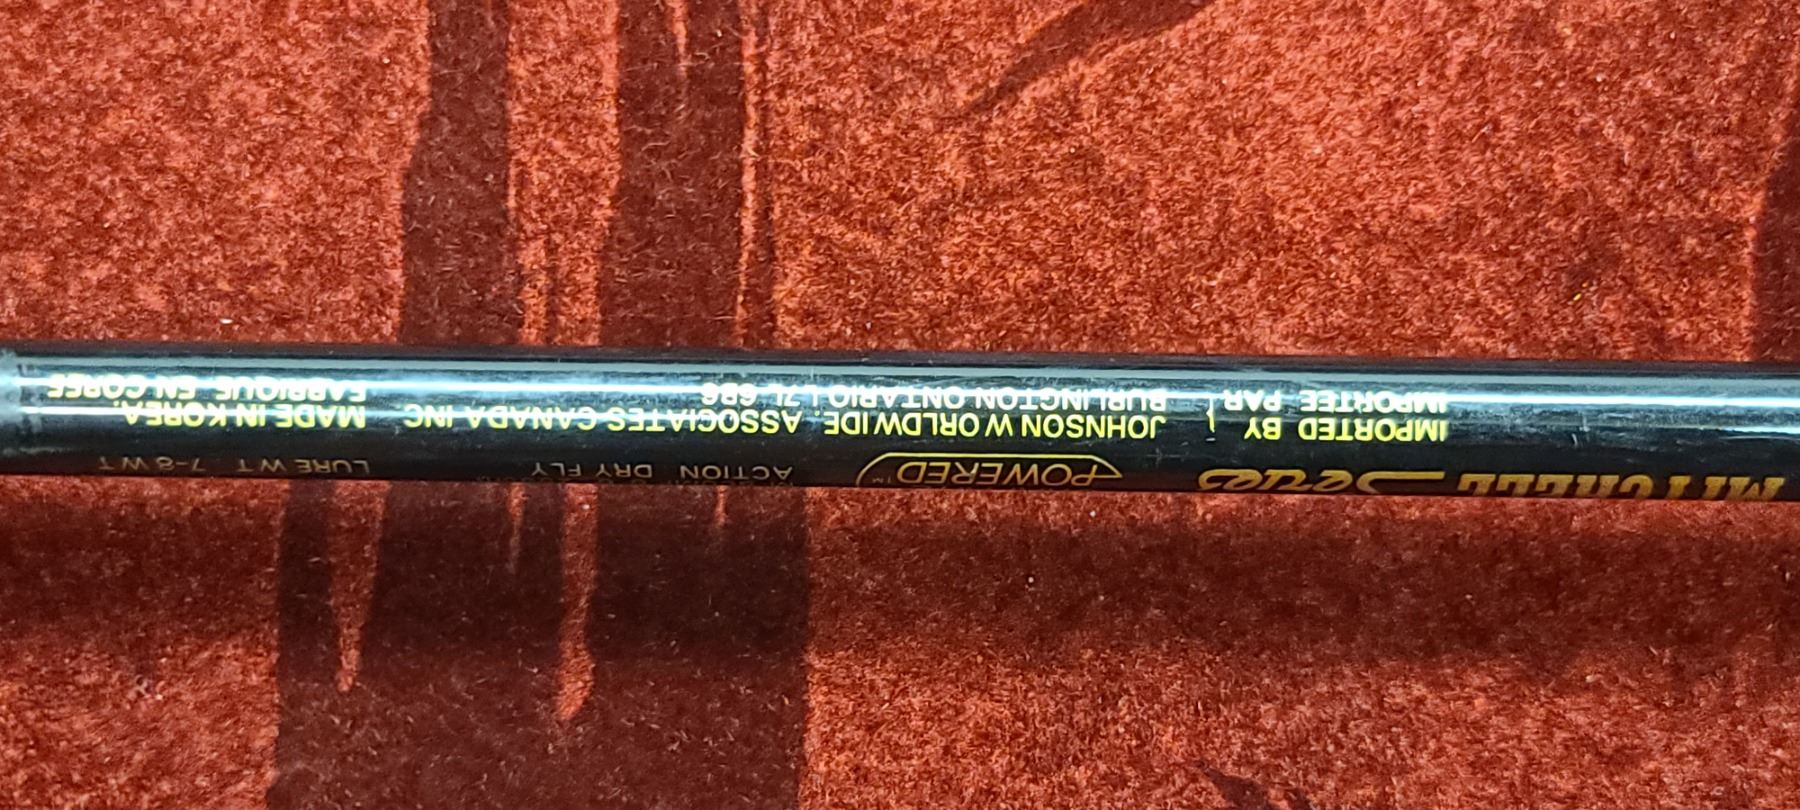 MITCHELL Series POWERED™ ACTION DRY FLY LURE WT 7-8 WT
IMPORTED BY JOHNSON WORLDWIDE. ASSOCIATES CANADA INC MADE IN KOREA.
IMPORTEE PAR BURLINGTON ONTARIO L7L 6B6 FABRIQUE EN COREE